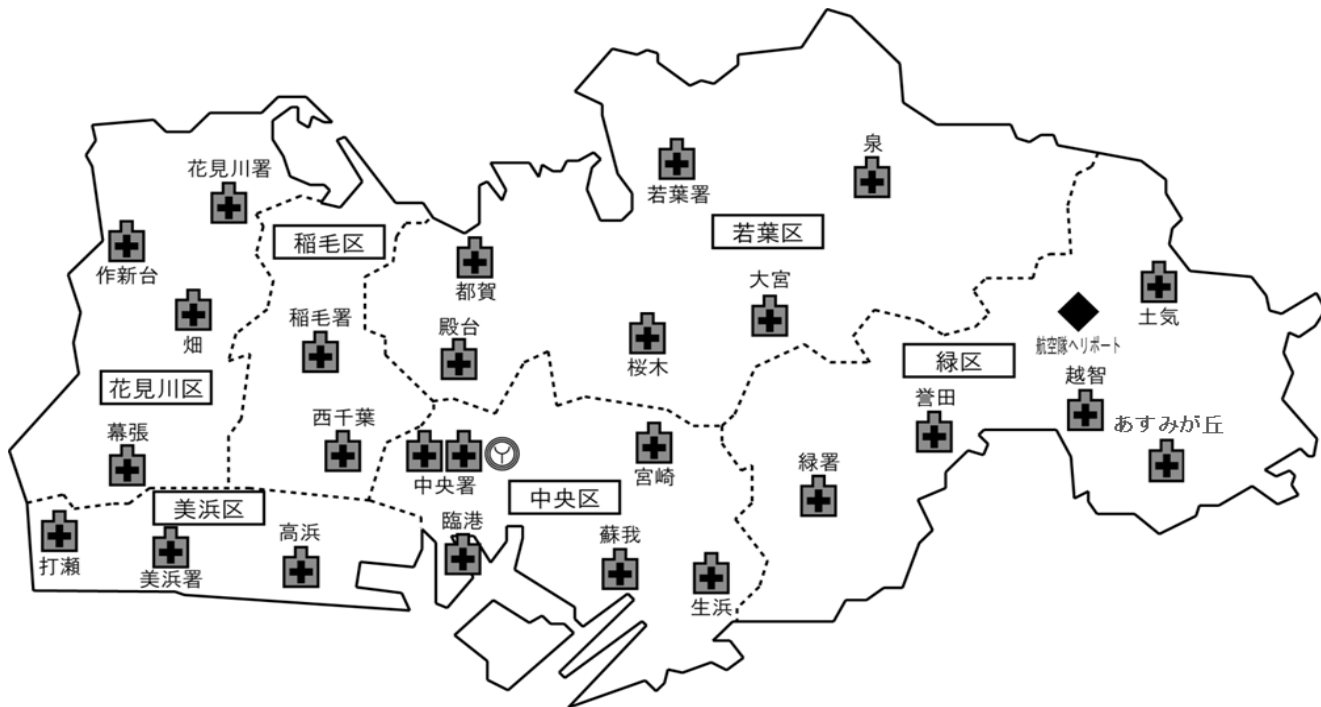 花見川署
泉
若葉署
若葉区
稲毛区
作新台
都賀
大宮
土気
稲毛署
殿台
畑
桜木
航空隊ヘリポート
緑区
花見川区
越智
誉田
あすみが丘
西千葉
幕張
宮崎
緑署
中央署
中央区
美浜区
高浜
臨港
蘇我
打瀬
美浜署
生浜